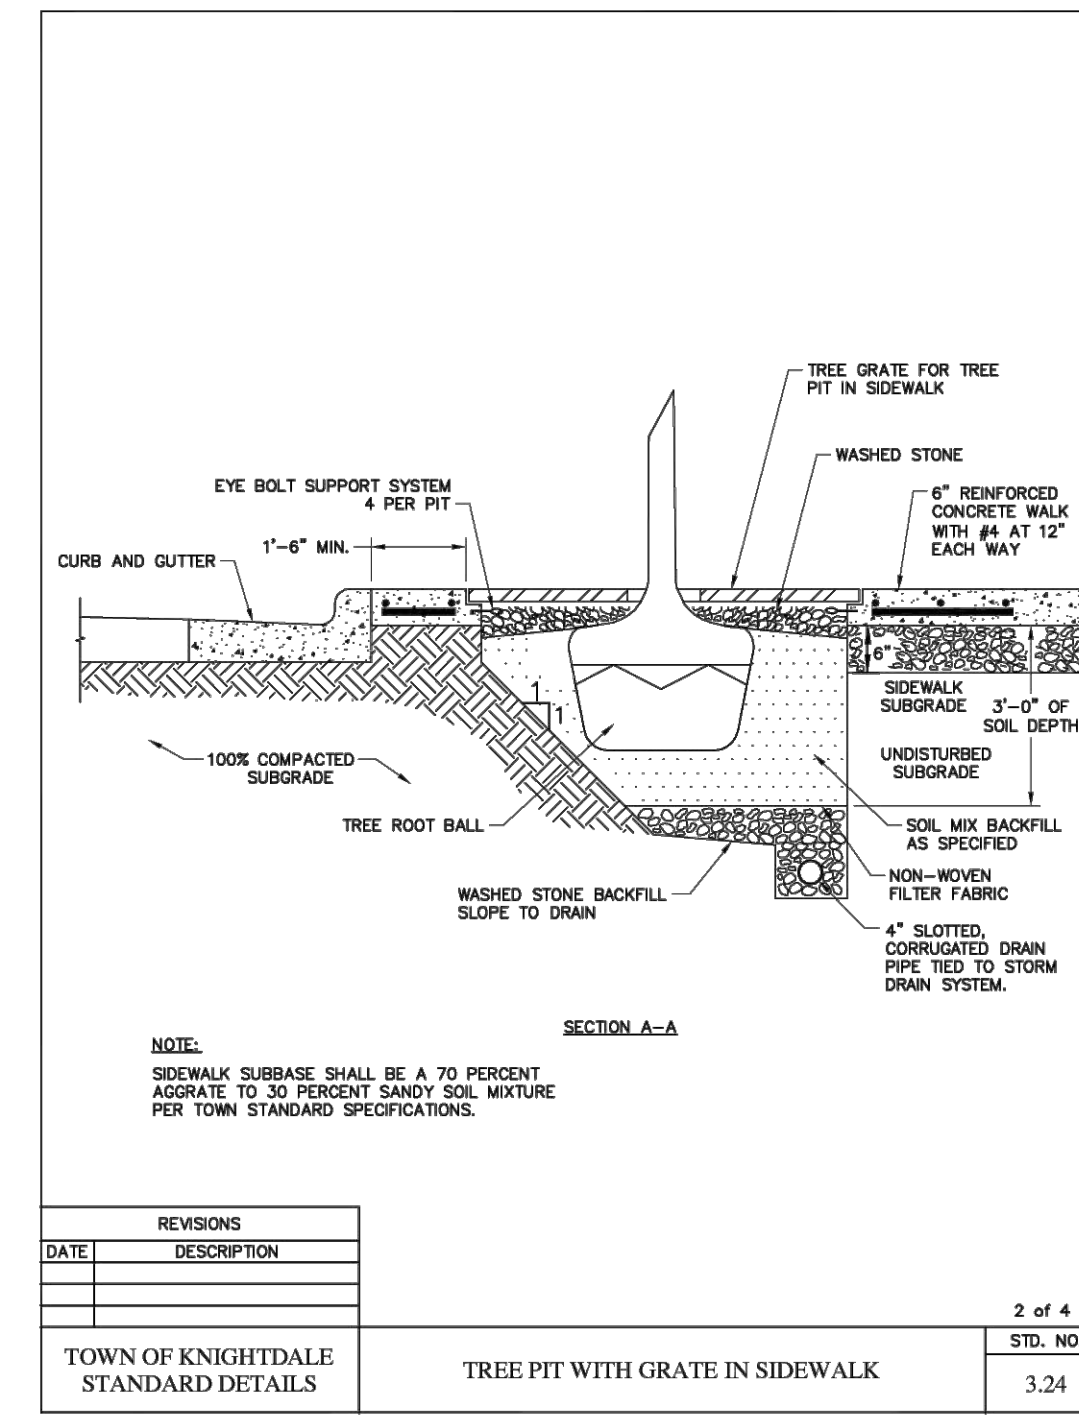 TREE GRATE FOR TREE
PIT IN SIDEWALK
WASHED STONE
EYE BOLT SUPPORT SYSTEM
4 PER PIT
6" REINFORCED
CONCRETE WALK
WITH #4 AT 12"
EACH WAY
1'-6" MIN.
CURB AND GUTTER
6"
SIDEWALK
SUBGRADE
3'-0" OF
SOIL DEPTH
1
1
100% COMPACTED
SUBGRADE
UNDISTURBED
SUBGRADE
TREE ROOT BALL
SOIL MIX BACKFILL
AS SPECIFIED
NON-WOVEN
FILTER FABRIC
WASHED STONE BACKFILL
SLOPE TO DRAIN
4" SLOTTED,
CORRUGATED DRAIN
PIPE TIED TO STORM
DRAIN SYSTEM.
SECTION A-A
NOTE:
SIDEWALK SUBBASE SHALL BE A 70 PERCENT
AGGRATE TO 30 PERCENT SANDY SOIL MIXTURE
PER TOWN STANDARD SPECIFICATIONS.
REVISIONS
DATE DESCRIPTION
2 of 4
TOWN OF KNIGHTDALE
STANDARD DETAILS
TREE PIT WITH GRATE IN SIDEWALK
STD. NO
3.24